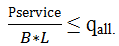 Pservice
B*L ≤ qall.